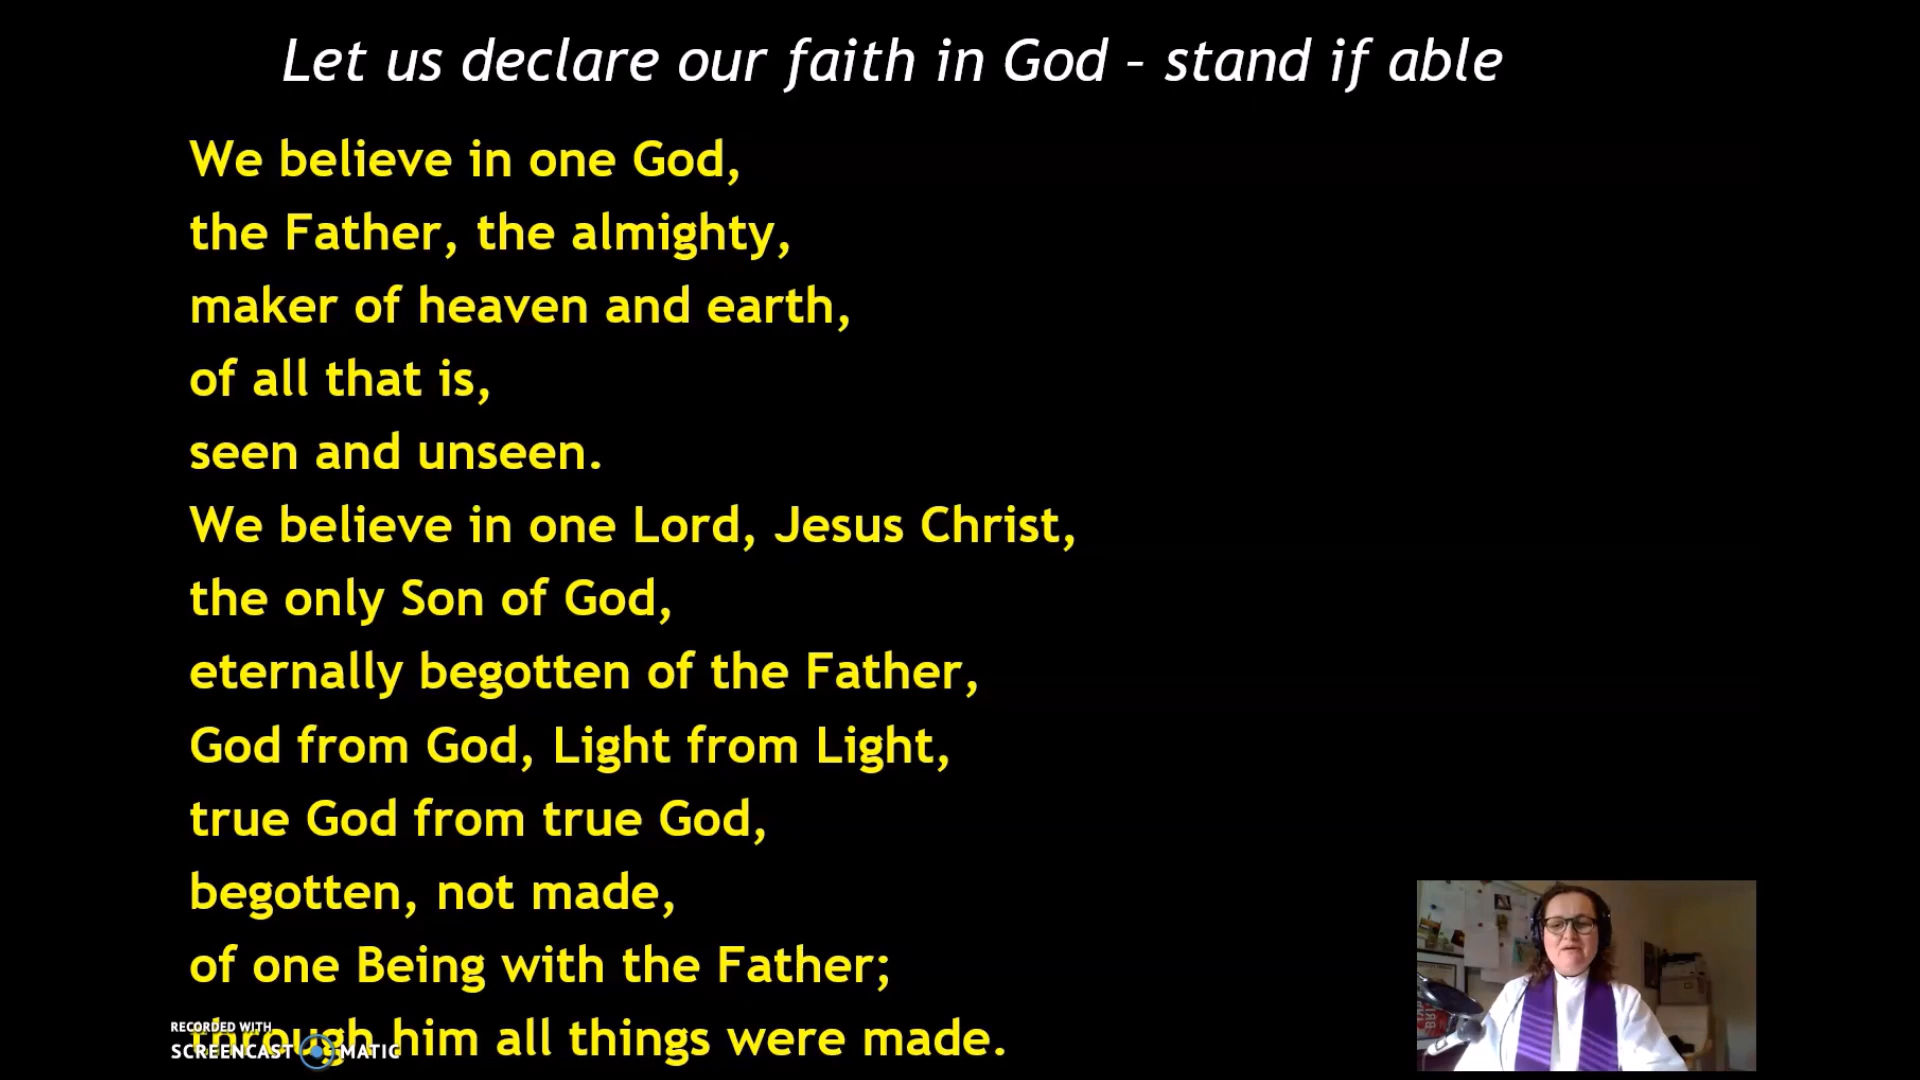 Let us declare our faith in God – stand if able
We believe in one God,
the Father, the almighty,
maker of heaven and earth,
of all that is,
seen and unseen.
We believe in one Lord, Jesus Christ,
the only Son of God,
eternally begotten of the Father,
God from God, Light from Light,
true God from true God,
begotten, not made,
of one Being with the Father;
through him all things were made.
RECORDED WITH
SCREENCAST MATIC